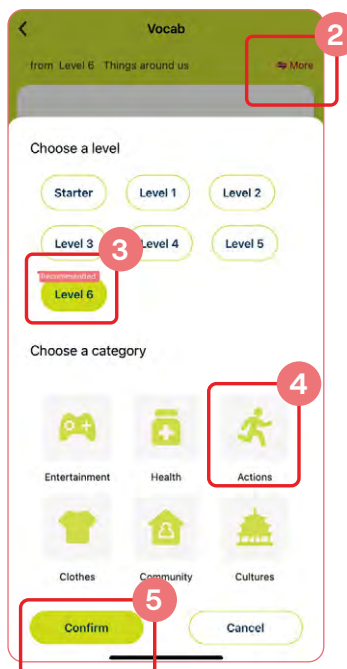 Vocab
2
from Level 6 Things around us
More
Choose a level
Starter
Level 1
Level 2
Level 3
Level 4
Level 5
3
Recommended
Level 6
Choose a category
4
Entertainment
Health
Actions
Clothes
Community
Cultures
5
Confirm
Cancel